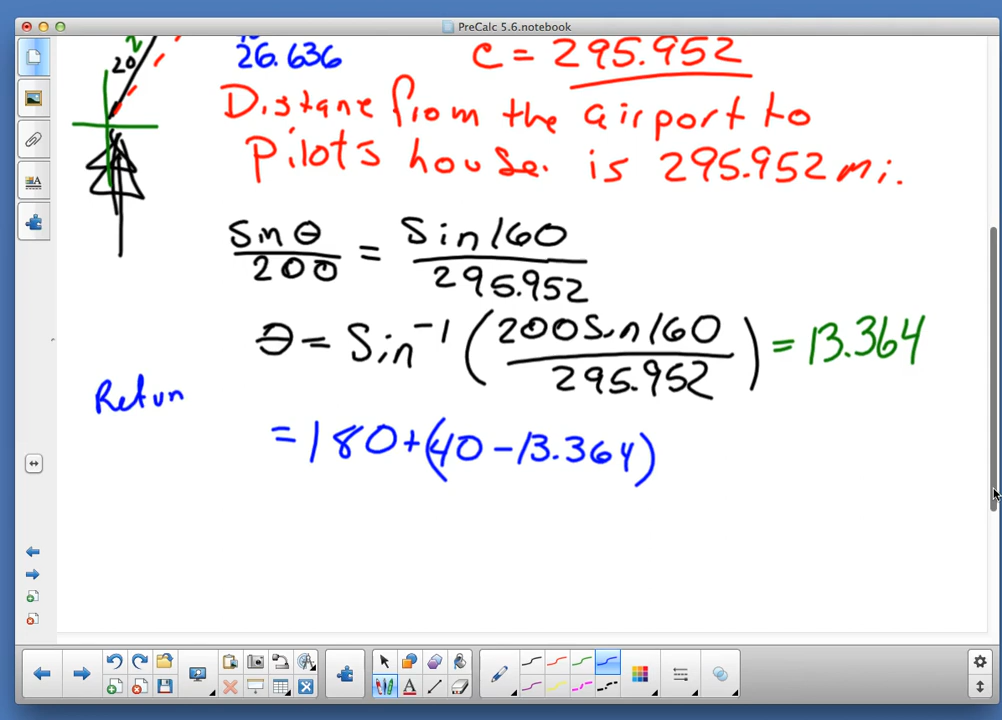 PreCalc 5.6.notebook
26.636
c = 295.952
20
Distane from the airport to
Pilot's house. is 295.952 mi.
Sin θ / 200 = Sin 160 / 295.952
θ = Sin⁻¹ ( 200 Sin 160 / 295.952 ) = 13.364
Retun
= 180 + (40 - 13.364)